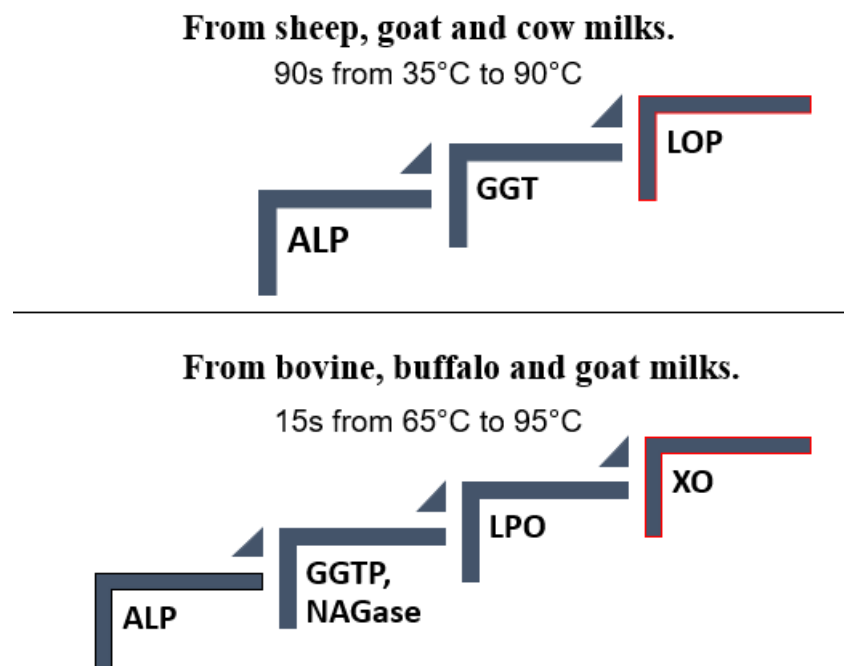 From sheep, goat and cow milks.
90s from 35°C to 90°C
LOP
GGT
ALP
From bovine, buffalo and goat milks.
15s from 65°C to 95°C
XO
LPO
GGTP,
NAGase
ALP